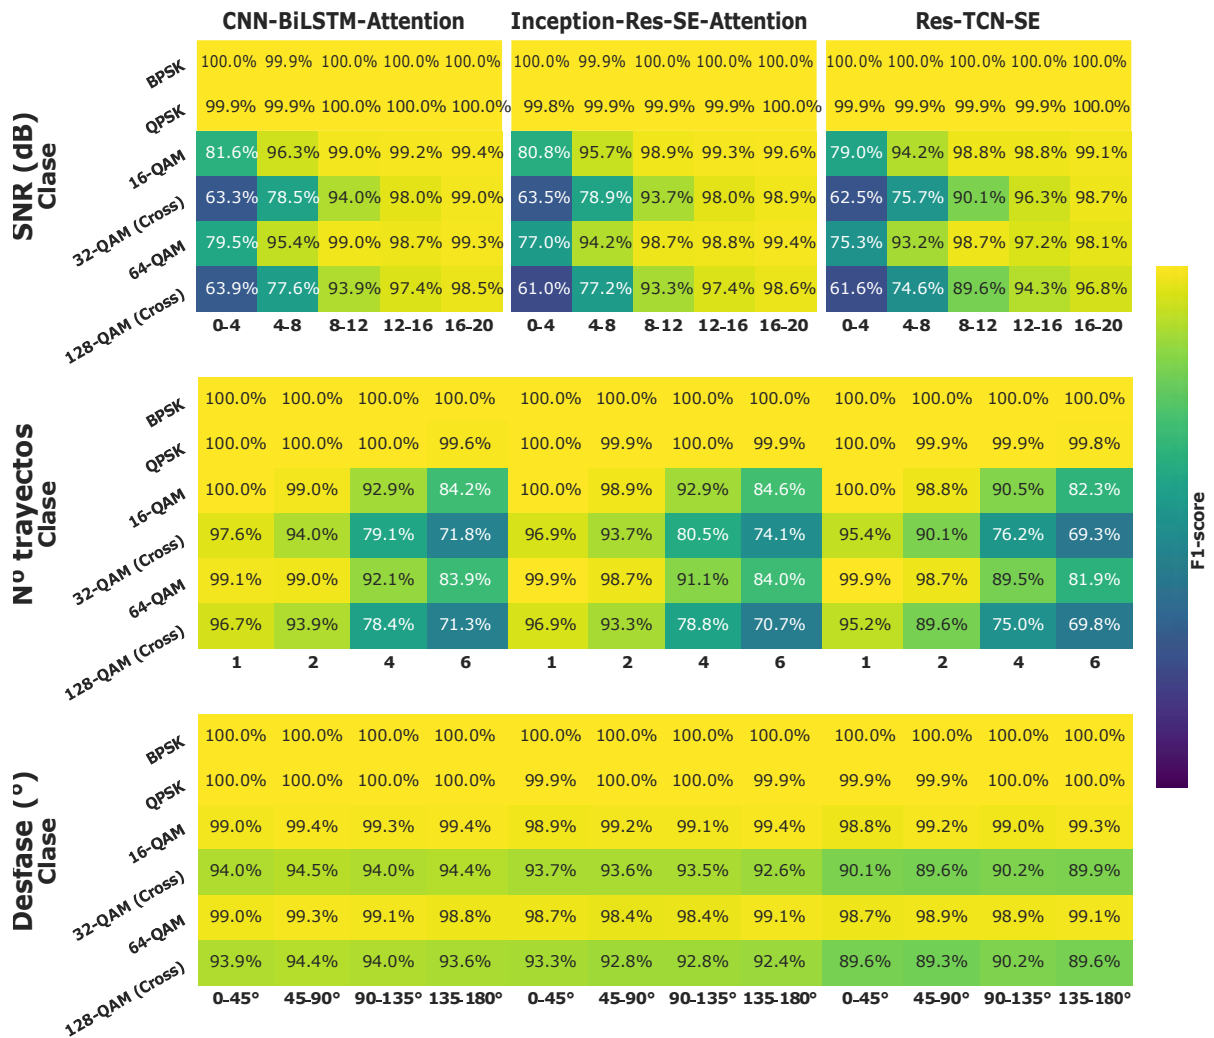 CNN-BiLSTM-Attention Inception-Res-SE-Attention Res-TCN-SE
SNR (dB)
Clase
BPSK 100.0% 99.9% 100.0% 100.0% 100.0% 100.0% 99.9% 100.0% 100.0% 100.0% 100.0% 100.0% 100.0% 100.0% 100.0%
QPSK 99.9% 99.9% 100.0% 100.0% 100.0% 99.8% 99.9% 99.9% 99.9% 100.0% 99.9% 99.9% 99.9% 99.9% 100.0%
16-QAM 81.6% 96.3% 99.0% 99.2% 99.4% 80.8% 95.7% 98.9% 99.3% 99.6% 79.0% 94.2% 98.8% 98.8% 99.1%
32-QAM (Cross) 63.3% 78.5% 94.0% 98.0% 99.0% 63.5% 78.9% 93.7% 98.0% 98.9% 62.5% 75.7% 90.1% 96.3% 98.7%
64-QAM 79.5% 95.4% 99.0% 98.7% 99.3% 77.0% 94.2% 98.7% 98.8% 99.4% 75.3% 93.2% 98.7% 97.2% 98.1%
128-QAM (Cross) 63.9% 77.6% 93.9% 97.4% 98.5% 61.0% 77.2% 93.3% 97.4% 98.6% 61.6% 74.6% 89.6% 94.3% 96.8%
0-4 4-8 8-12 12-16 16-20 0-4 4-8 8-12 12-16 16-20 0-4 4-8 8-12 12-16 16-20
Nº trayectos
Clase
BPSK 100.0% 100.0% 100.0% 100.0% 100.0% 100.0% 100.0% 100.0% 100.0% 100.0% 100.0% 100.0%
QPSK 100.0% 100.0% 100.0% 99.6% 100.0% 99.9% 100.0% 99.9% 100.0% 99.9% 99.9% 99.8%
16-QAM 100.0% 99.0% 92.9% 84.2% 100.0% 98.9% 92.9% 84.6% 100.0% 98.8% 90.5% 82.3%
32-QAM (Cross) 97.6% 94.0% 79.1% 71.8% 96.9% 93.7% 80.5% 74.1% 95.4% 90.1% 76.2% 69.3%
64-QAM 99.1% 99.0% 92.1% 83.9% 99.9% 98.7% 91.1% 84.0% 99.9% 98.7% 89.5% 81.9%
128-QAM (Cross) 96.7% 93.9% 78.4% 71.3% 96.9% 93.3% 78.8% 70.7% 95.2% 89.6% 75.0% 69.8%
1 2 4 6 1 2 4 6 1 2 4 6
Desfase (º)
Clase
BPSK 100.0% 100.0% 100.0% 100.0% 100.0% 100.0% 100.0% 100.0% 100.0% 100.0% 100.0% 100.0%
QPSK 100.0% 100.0% 100.0% 100.0% 99.9% 100.0% 100.0% 99.9% 99.9% 99.9% 100.0% 100.0%
16-QAM 99.0% 99.4% 99.3% 99.4% 98.9% 99.2% 99.1% 99.4% 98.8% 99.2% 99.0% 99.3%
32-QAM (Cross) 94.0% 94.5% 94.0% 94.4% 93.7% 93.6% 93.5% 92.6% 90.1% 89.6% 90.2% 89.9%
64-QAM 99.0% 99.3% 99.1% 98.8% 98.7% 98.4% 98.4% 99.1% 98.7% 98.9% 98.9% 99.1%
128-QAM (Cross) 93.9% 94.4% 94.0% 93.6% 93.3% 92.8% 92.8% 92.4% 89.6% 89.3% 90.2% 89.6%
0-45° 45-90° 90-135° 135-180° 0-45° 45-90° 90-135° 135-180° 0-45° 45-90° 90-135° 135-180°
F1-score